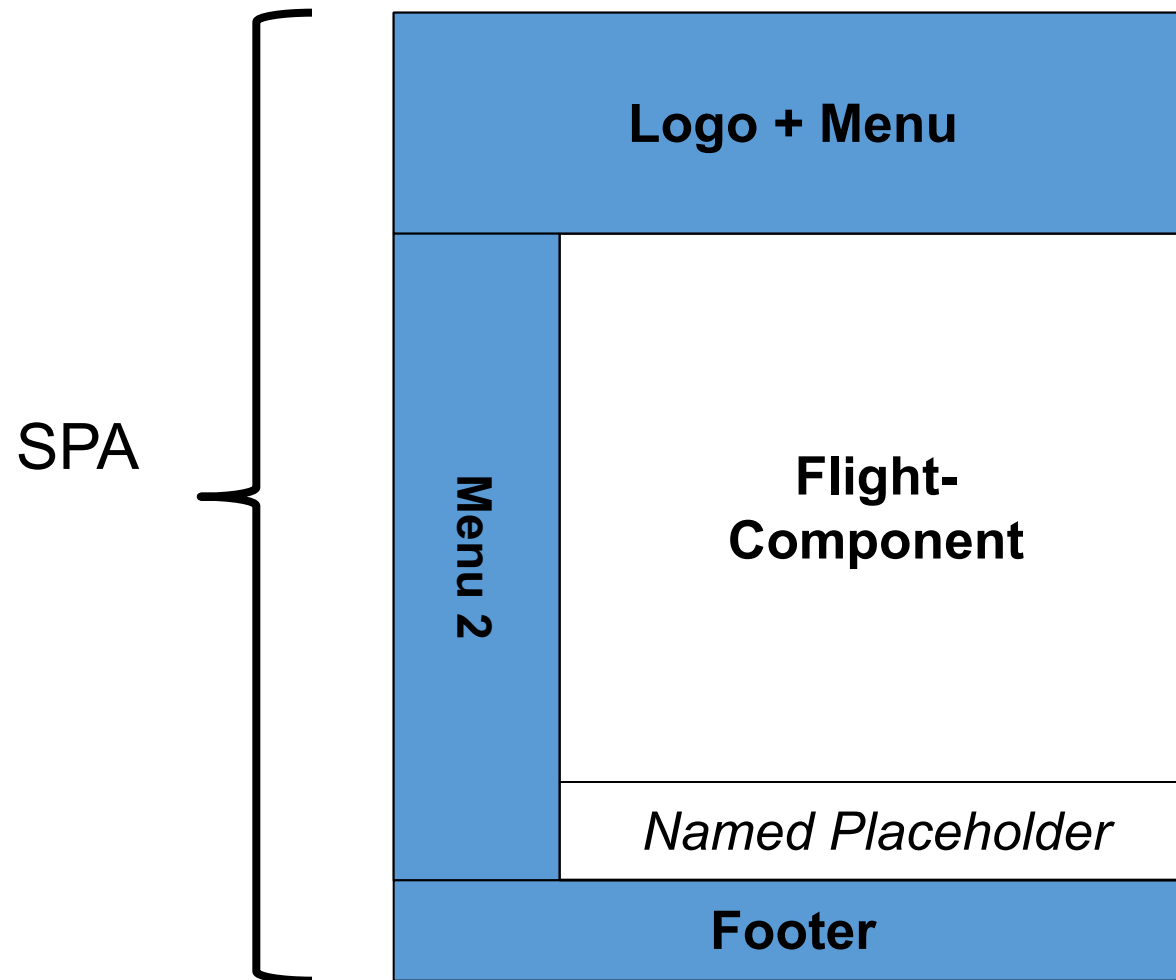 Logo + Menu
SPA
Menu 2
Flight-
Component
Named Placeholder
Footer